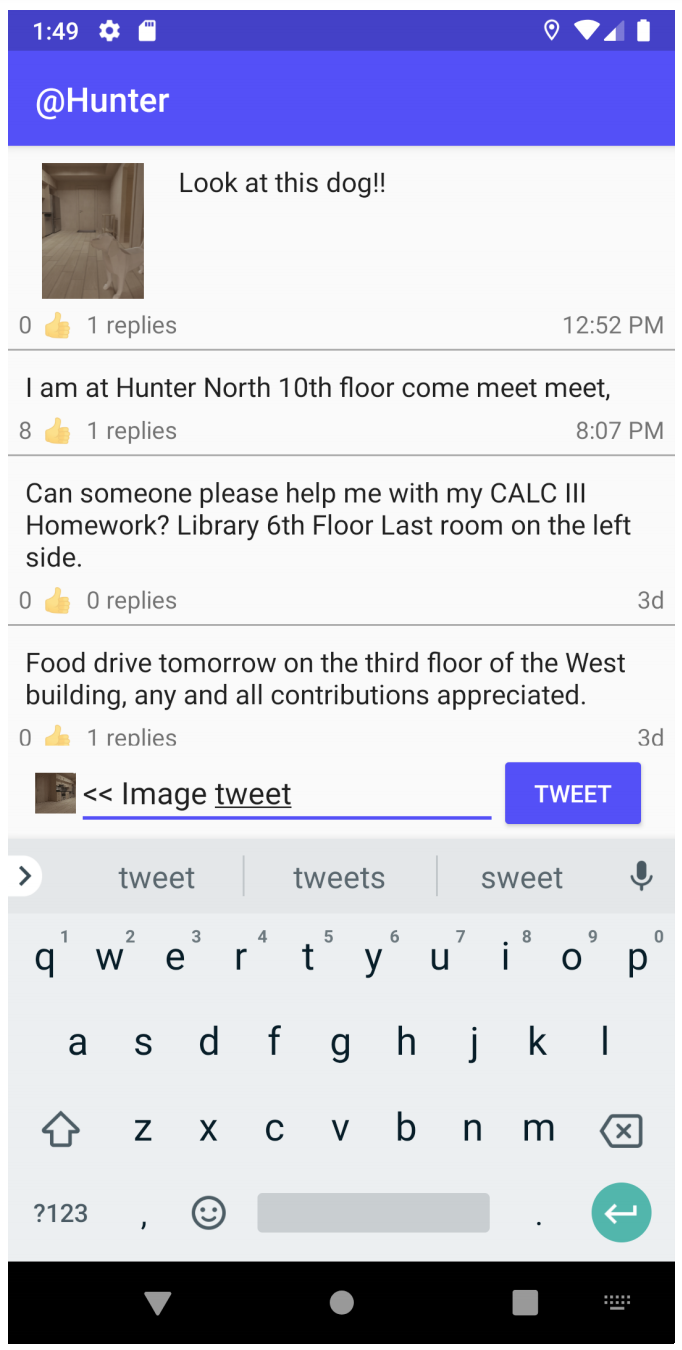 1:49
@Hunter
Look at this dog!!
0 👍 1 replies 12:52 PM
I am at Hunter North 10th floor come meet meet,
8 👍 1 replies 8:07 PM
Can someone please help me with my CALC III
Homework? Library 6th Floor Last room on the left
side.
0 👍 0 replies 3d
Food drive tomorrow on the third floor of the West
building, any and all contributions appreciated.
0 👍 1 replies 3d
<< Image tweet TWEET
tweet tweets sweet
q 1 w 2 e 3 r 4 t 5 y 6 u 7 i 8 o 9 p 0
a s d f g h j k l
z x c v b n m
?123 , .